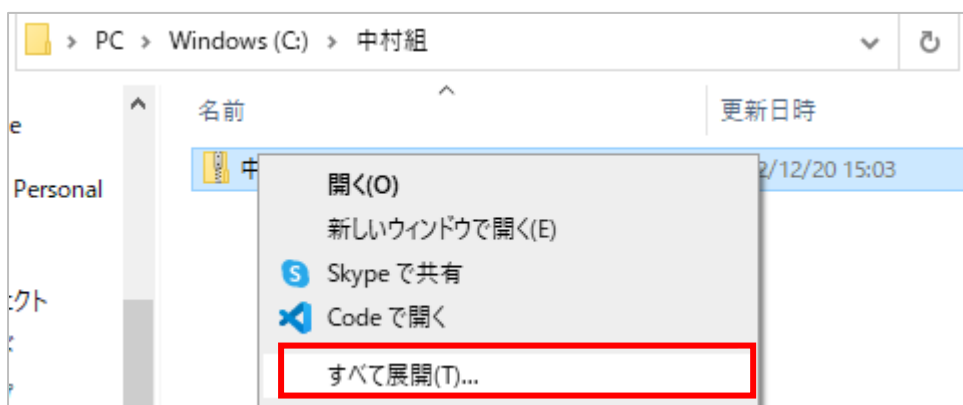 PC > Windows (C:) > 中村組
名前 更新日時
e
Personal
中
2/12/20 15:03
開く(O)
新しいウィンドウで開く(E)
Skype で共有
Code で開く
ェクト
すべて展開(T)...